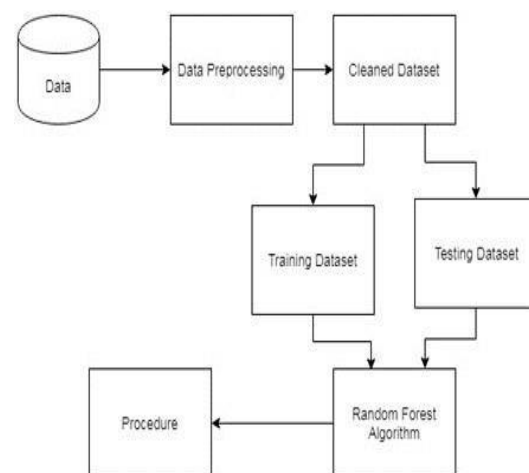 Data
Data Preprocessing
Cleaned Dataset
Training Dataset
Testing Dataset
Procedure
Random Forest
Algorithm